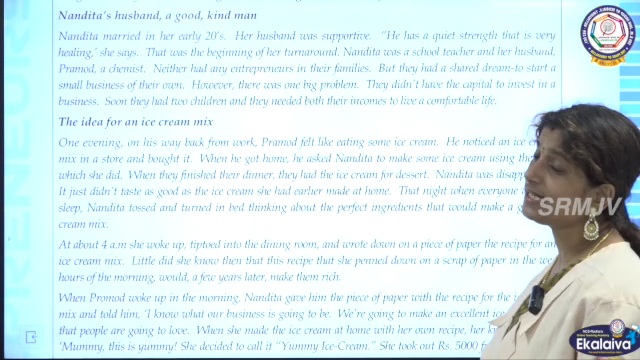 Nandita's husband, a good, kind man
Nandita married in her early 20's. Her husband was supportive. "He has a quiet strength that is very
healing,' she says. That was the beginning of her turnaround. Nandita was a school teacher and her husband,
Pramod, a chemist. Neither had any entrepreneurs in their families. But they had a shared dream-to start a
small business of their own. However, there was one big problem. They didn't have the capital to invest in a
business. Soon they had two children and they needed both their incomes to live a comfortable life.
The idea for an ice cream mix
One evening, on his way back from work, Pramod felt like eating some ice cream. He noticed an ice
mix in a store and bought it. When he got home, he asked Nandita to make some ice cream using the
which she did. When they finished their dinner, they had the ice cream for dessert. Nandita was
It just didn't taste as good as the ice cream she had earlier made at home. That night when everyone
sleep, Nandita tossed and turned in bed thinking about the perfect ingredients that would make a
cream mix.
At about 4 a.m she woke up, tiptoed into the dining room, and wrote down on a piece of paper the recipe for an
ice cream mix. Little did she know then that this recipe that she penned down on a scrap of paper in the
hours of the morning, would, a few years later, make them rich.
When Promod woke up in the morning, Nandita gave him the piece of paper with the recipe for the
mix and told him, 'I know what our business is going to be. We're going to make an excellent
that people are going to love. When she made the ice cream at home with her own recipe, her
'Mummy, this is yummy! She decided to call it "Yummy Ice-Cream." She took out Rs. 5000
PRENEUR
SRM JV
Ekalaiva